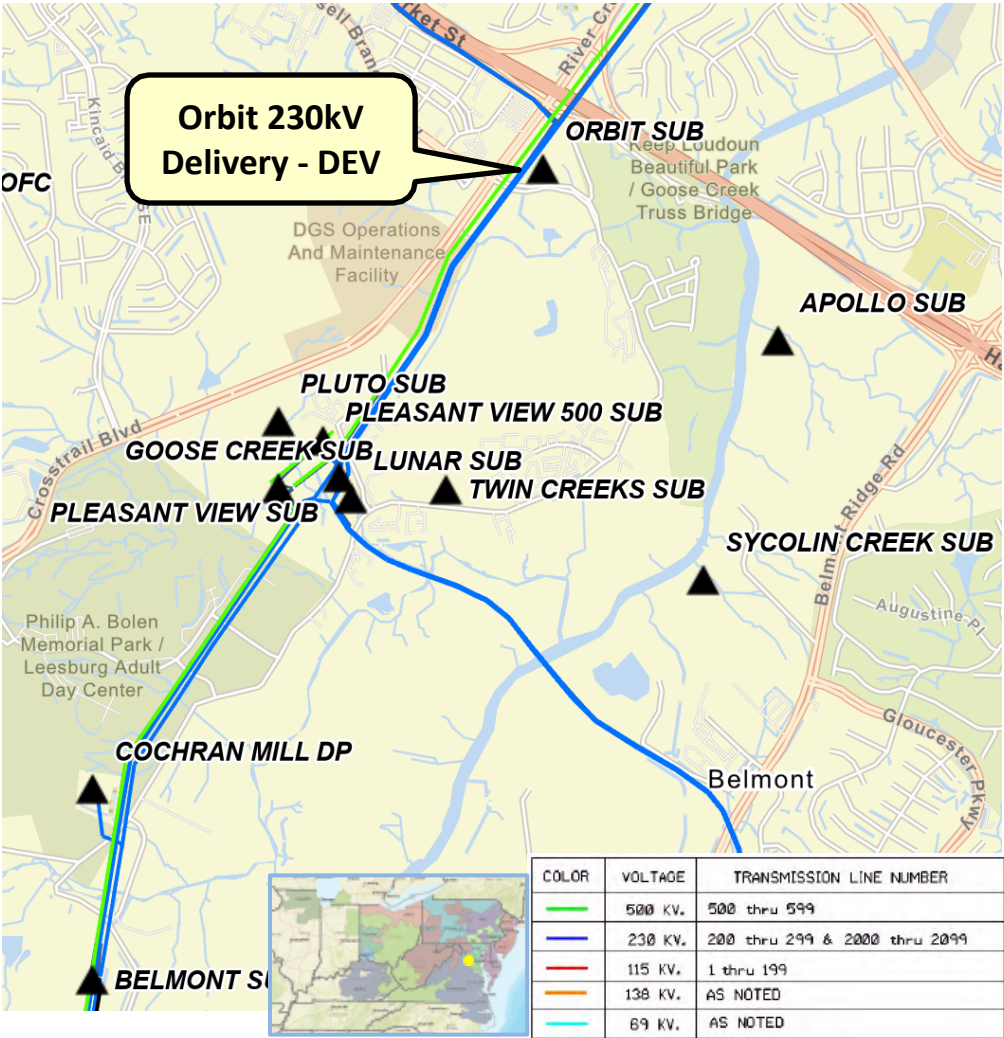 Market St
River Cr
Orbit 230kV
Delivery - DEV
ORBIT SUB
Keep Loudoun
Beautiful Park
/ Goose Creek
Truss Bridge
OFC
DGS Operations
And Maintenance
Facility
APOLLO SUB
PLUTO SUB
PLEASANT VIEW 500 SUB
Crosstrail Blvd
GOOSE CREEK SUB
LUNAR SUB
TWIN CREEKS SUB
PLEASANT VIEW SUB
Belmont Ridge Rd
SYCOLIN CREEK SUB
Augustine Pl
Philip A. Bolen
Memorial Park /
Leesburg Adult
Day Center
Gloucester Pkwy
COCHRAN MILL DP
Belmont
BELMONT SU
COLOR VOLTAGE TRANSMISSION LINE NUMBER
500 KV. 500 thru 599
230 KV. 200 thru 299 & 2000 thru 2099
115 KV. 1 thru 199
138 KV. AS NOTED
69 KV. AS NOTED